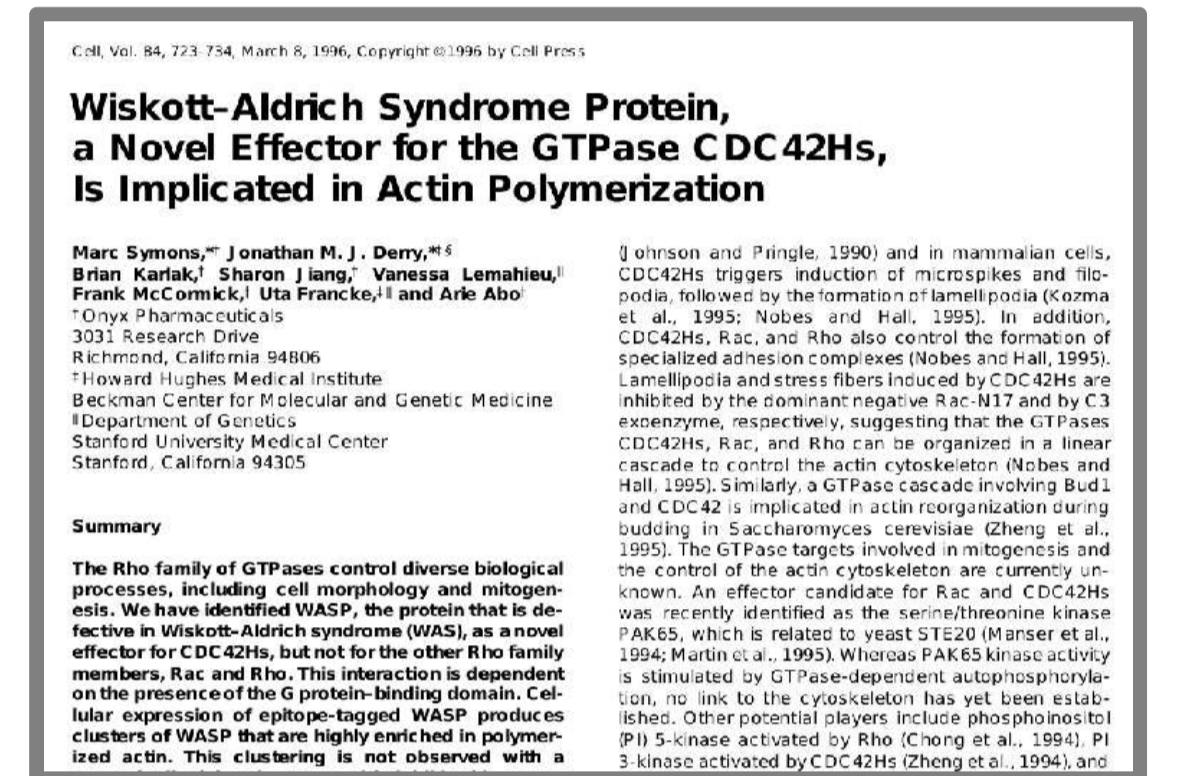 Cell, Vol. 84, 723–734, March 8, 1996, Copyright ©1996 by Cell Press
Wiskott–Aldrich Syndrome Protein,
a Novel Effector for the GTPase CDC42Hs,
Is Implicated in Actin Polymerization
Marc Symons,*† Jonathan M. J. Derry,*‡§
Brian Karlak,† Sharon Jiang,† Vanessa Lemahieu,‖
Frank McCormick,† Uta Francke,‡‖ and Arie Abo†
†Onyx Pharmaceuticals
3031 Research Drive
Richmond, California 94806
‡Howard Hughes Medical Institute
Beckman Center for Molecular and Genetic Medicine
‖Department of Genetics
Stanford University Medical Center
Stanford, California 94305
Summary
The Rho family of GTPases control diverse biological
processes, including cell morphology and mitogen-
esis. We have identified WASP, the protein that is de-
fective in Wiskott–Aldrich syndrome (WAS), as a novel
effector for CDC42Hs, but not for the other Rho family
members, Rac and Rho. This interaction is dependent
on the presence of the G protein–binding domain. Cel-
lular expression of epitope-tagged WASP produces
clusters of WASP that are highly enriched in polymer-
ized actin. This clustering is not observed with a
(Johnson and Pringle, 1990) and in mammalian cells,
CDC42Hs triggers induction of microspikes and filo-
podia, followed by the formation of lamellipodia (Kozma
et al., 1995; Nobes and Hall, 1995). In addition,
CDC42Hs, Rac, and Rho also control the formation of
specialized adhesion complexes (Nobes and Hall, 1995).
Lamellipodia and stress fibers induced by CDC42Hs are
inhibited by the dominant negative Rac-N17 and by C3
exoenzyme, respectively, suggesting that the GTPases
CDC42Hs, Rac, and Rho can be organized in a linear
cascade to control the actin cytoskeleton (Nobes and
Hall, 1995). Similarly, a GTPase cascade involving Bud1
and CDC42 is implicated in actin reorganization during
budding in Saccharomyces cerevisiae (Zheng et al.,
1995). The GTPase targets involved in mitogenesis and
the control of the actin cytoskeleton are currently un-
known. An effector candidate for Rac and CDC42Hs
was recently identified as the serine/threonine kinase
PAK65, which is related to yeast STE20 (Manser et al.,
1994; Martin et al., 1995). Whereas PAK65 kinase activity
is stimulated by GTPase-dependent autophosphoryla-
tion, no link to the cytoskeleton has yet been estab-
lished. Other potential players include phosphoinositol
(PI) 5-kinase activated by Rho (Chong et al., 1994), PI
3-kinase activated by CDC42Hs (Zheng et al., 1994), and